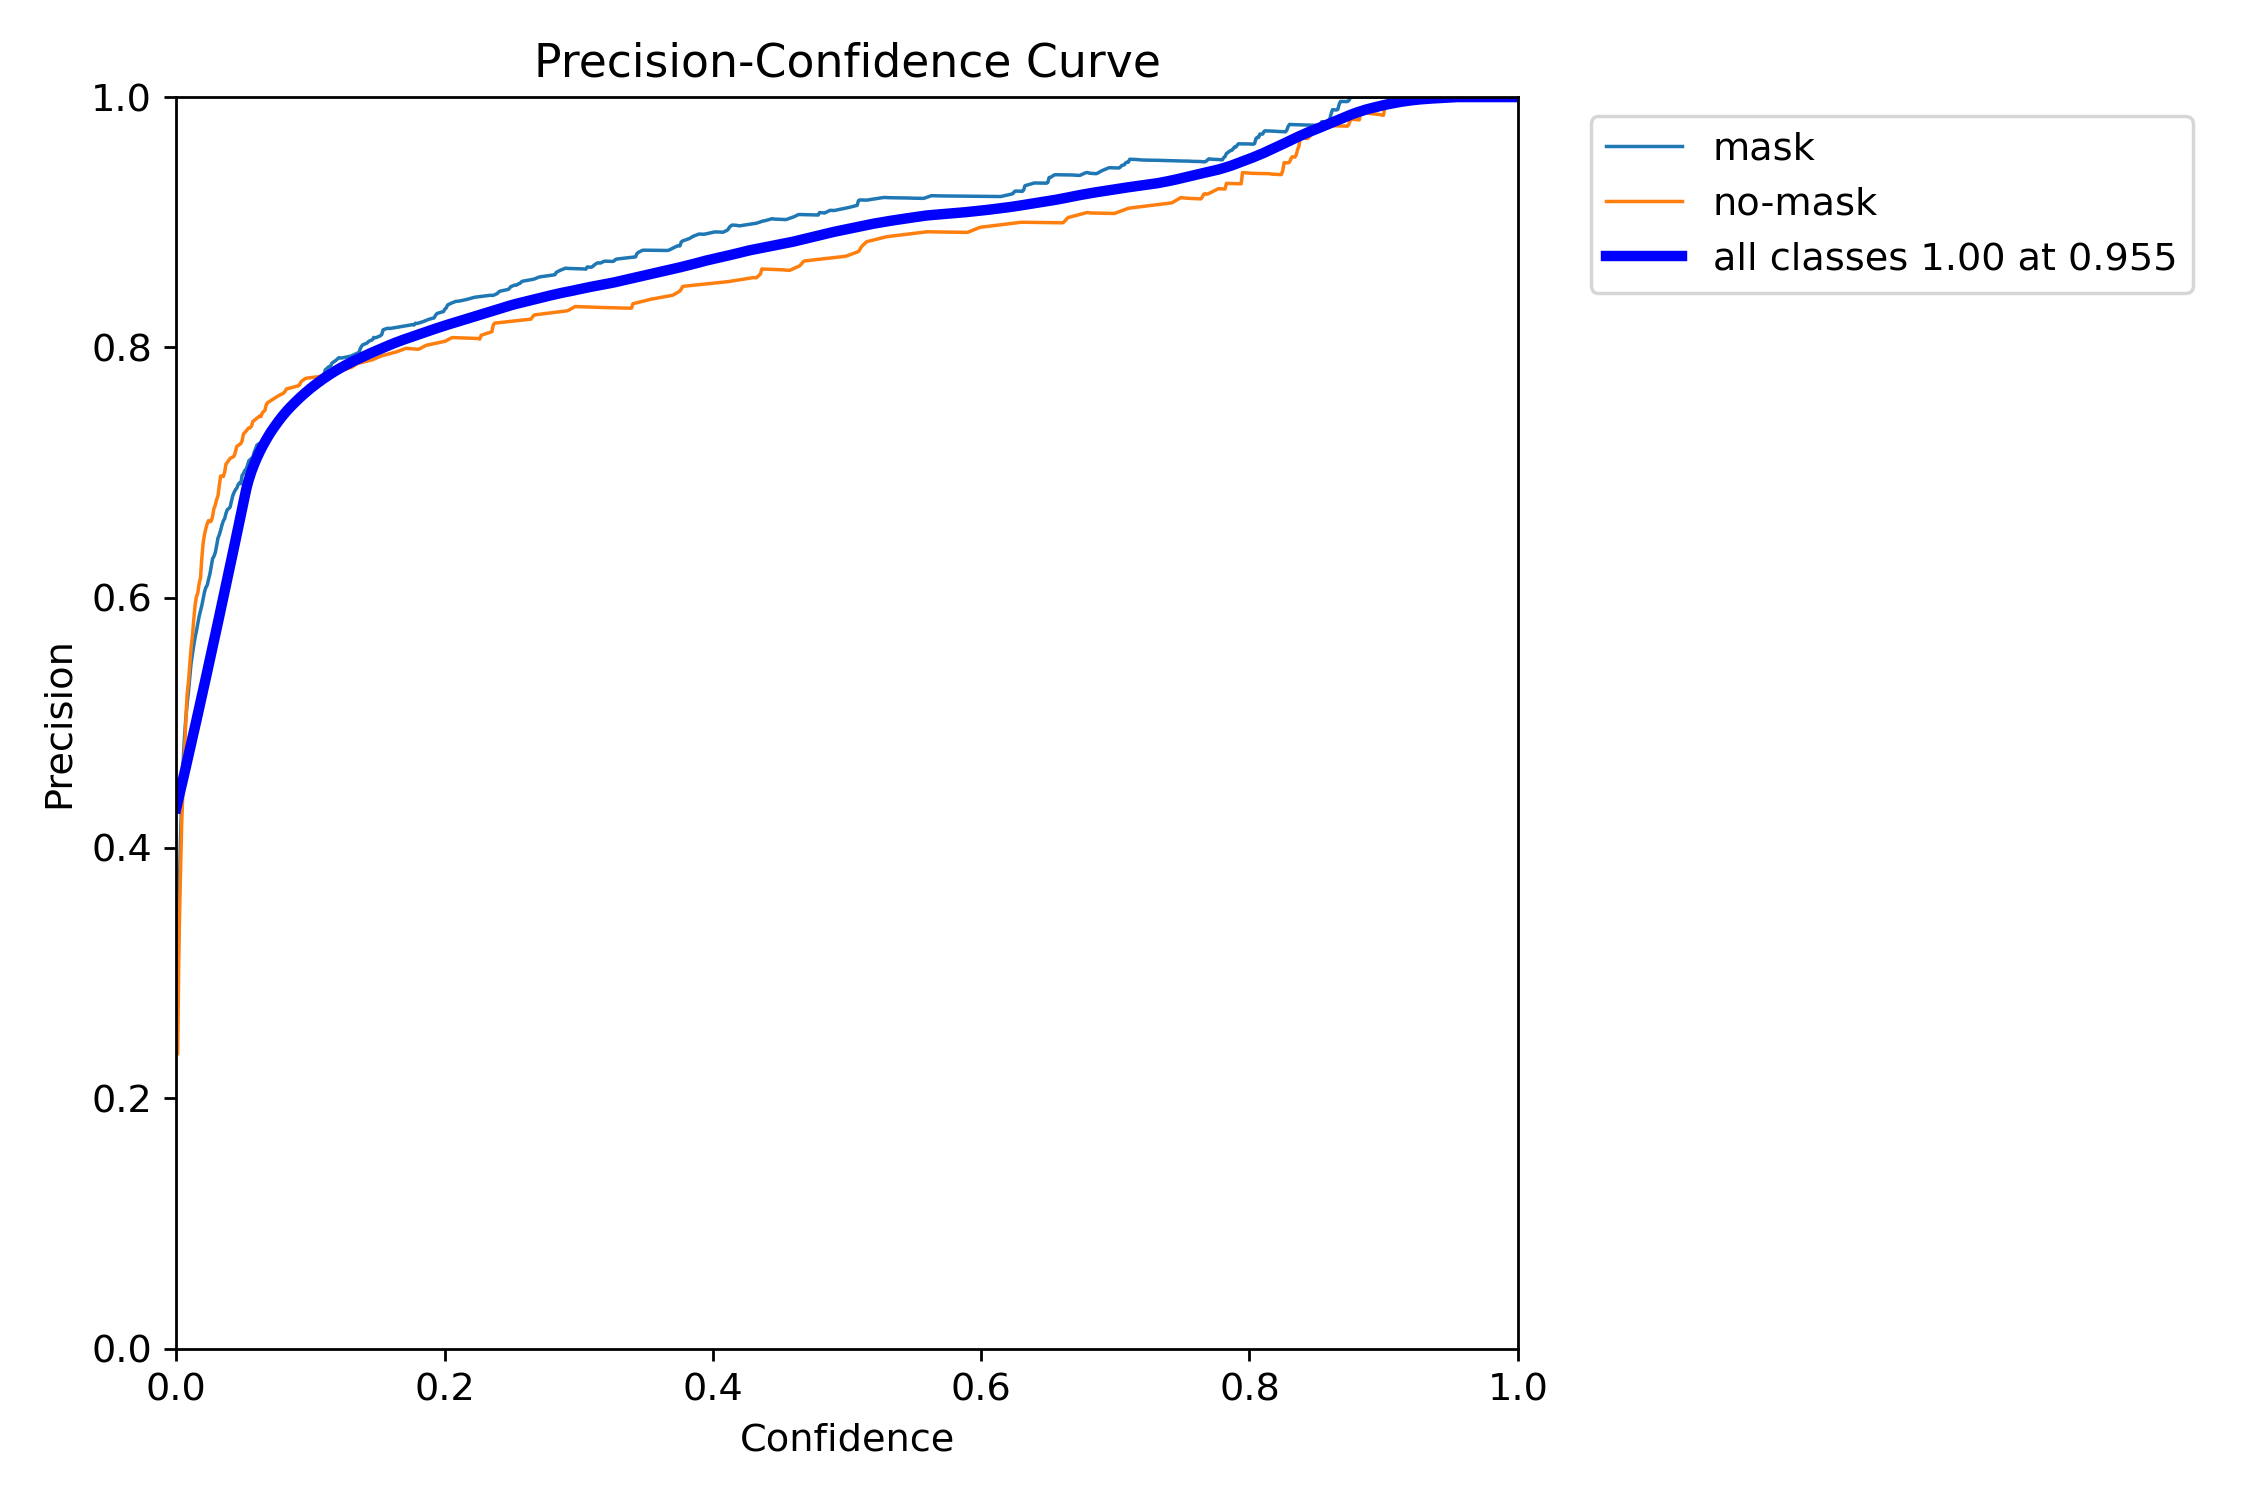 Precision-Confidence Curve
1.0
0.8
0.6
0.4
0.2
0.0
Precision
0.0 0.2 0.4 0.6 0.8 1.0
Confidence
mask
no-mask
all classes 1.00 at 0.955